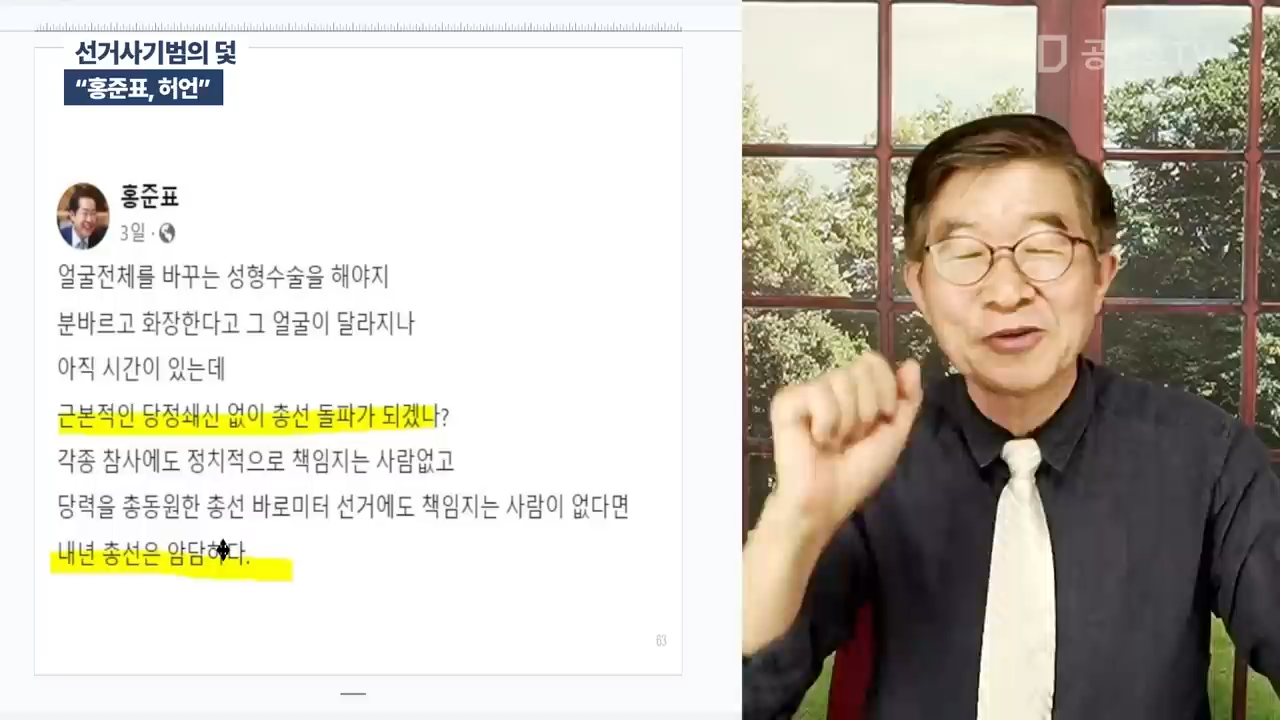 선거사기범의 덫
“홍준표, 허언”
홍준표
3일 ·
얼굴전체를 바꾸는 성형수술을 해야지
분바르고 화장한다고 그 얼굴이 달라지나
아직 시간이 있는데
근본적인 당정쇄신 없이 총선 돌파가 되겠나?
각종 참사에도 정치적으로 책임지는 사람없고
당력을 총동원한 총선 바로미터 선거에도 책임지는 사람이 없다면
내년 총선은 암담하다.
63